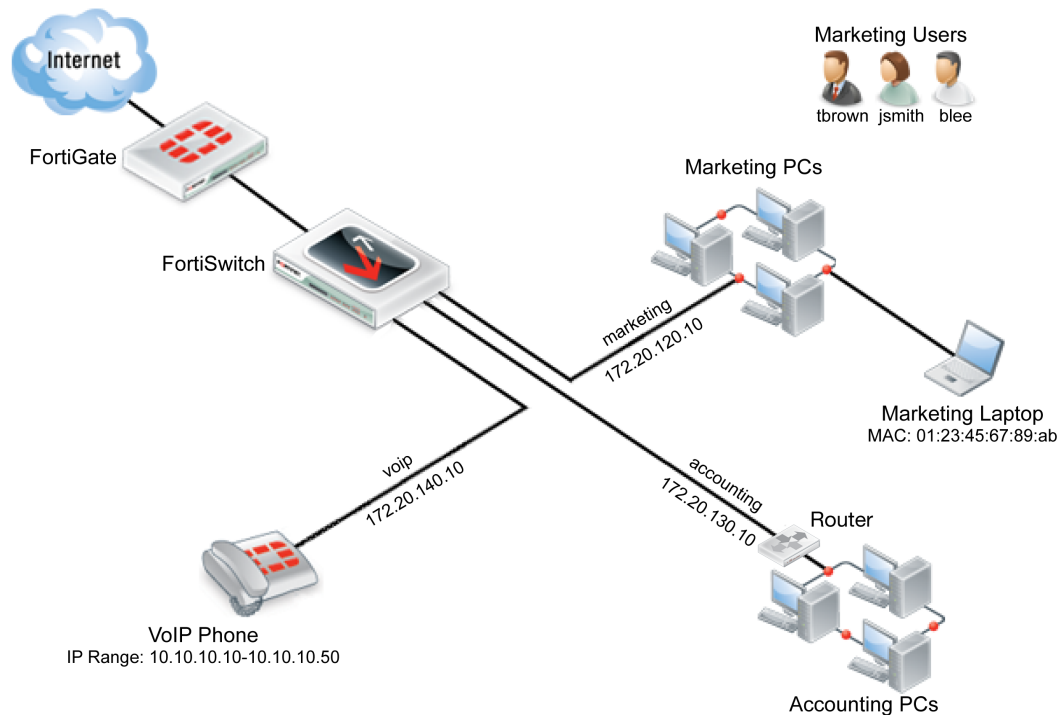 Internet
FortiGate
FortiSwitch
Marketing Users
tbrown jsmith blee
Marketing PCs
marketing
172.20.120.10
Marketing Laptop
MAC: 01:23:45:67:89:ab
voip
172.20.140.10
accounting
172.20.130.10
Router
VoIP Phone
IP Range: 10.10.10.10-10.10.10.50
Accounting PCs